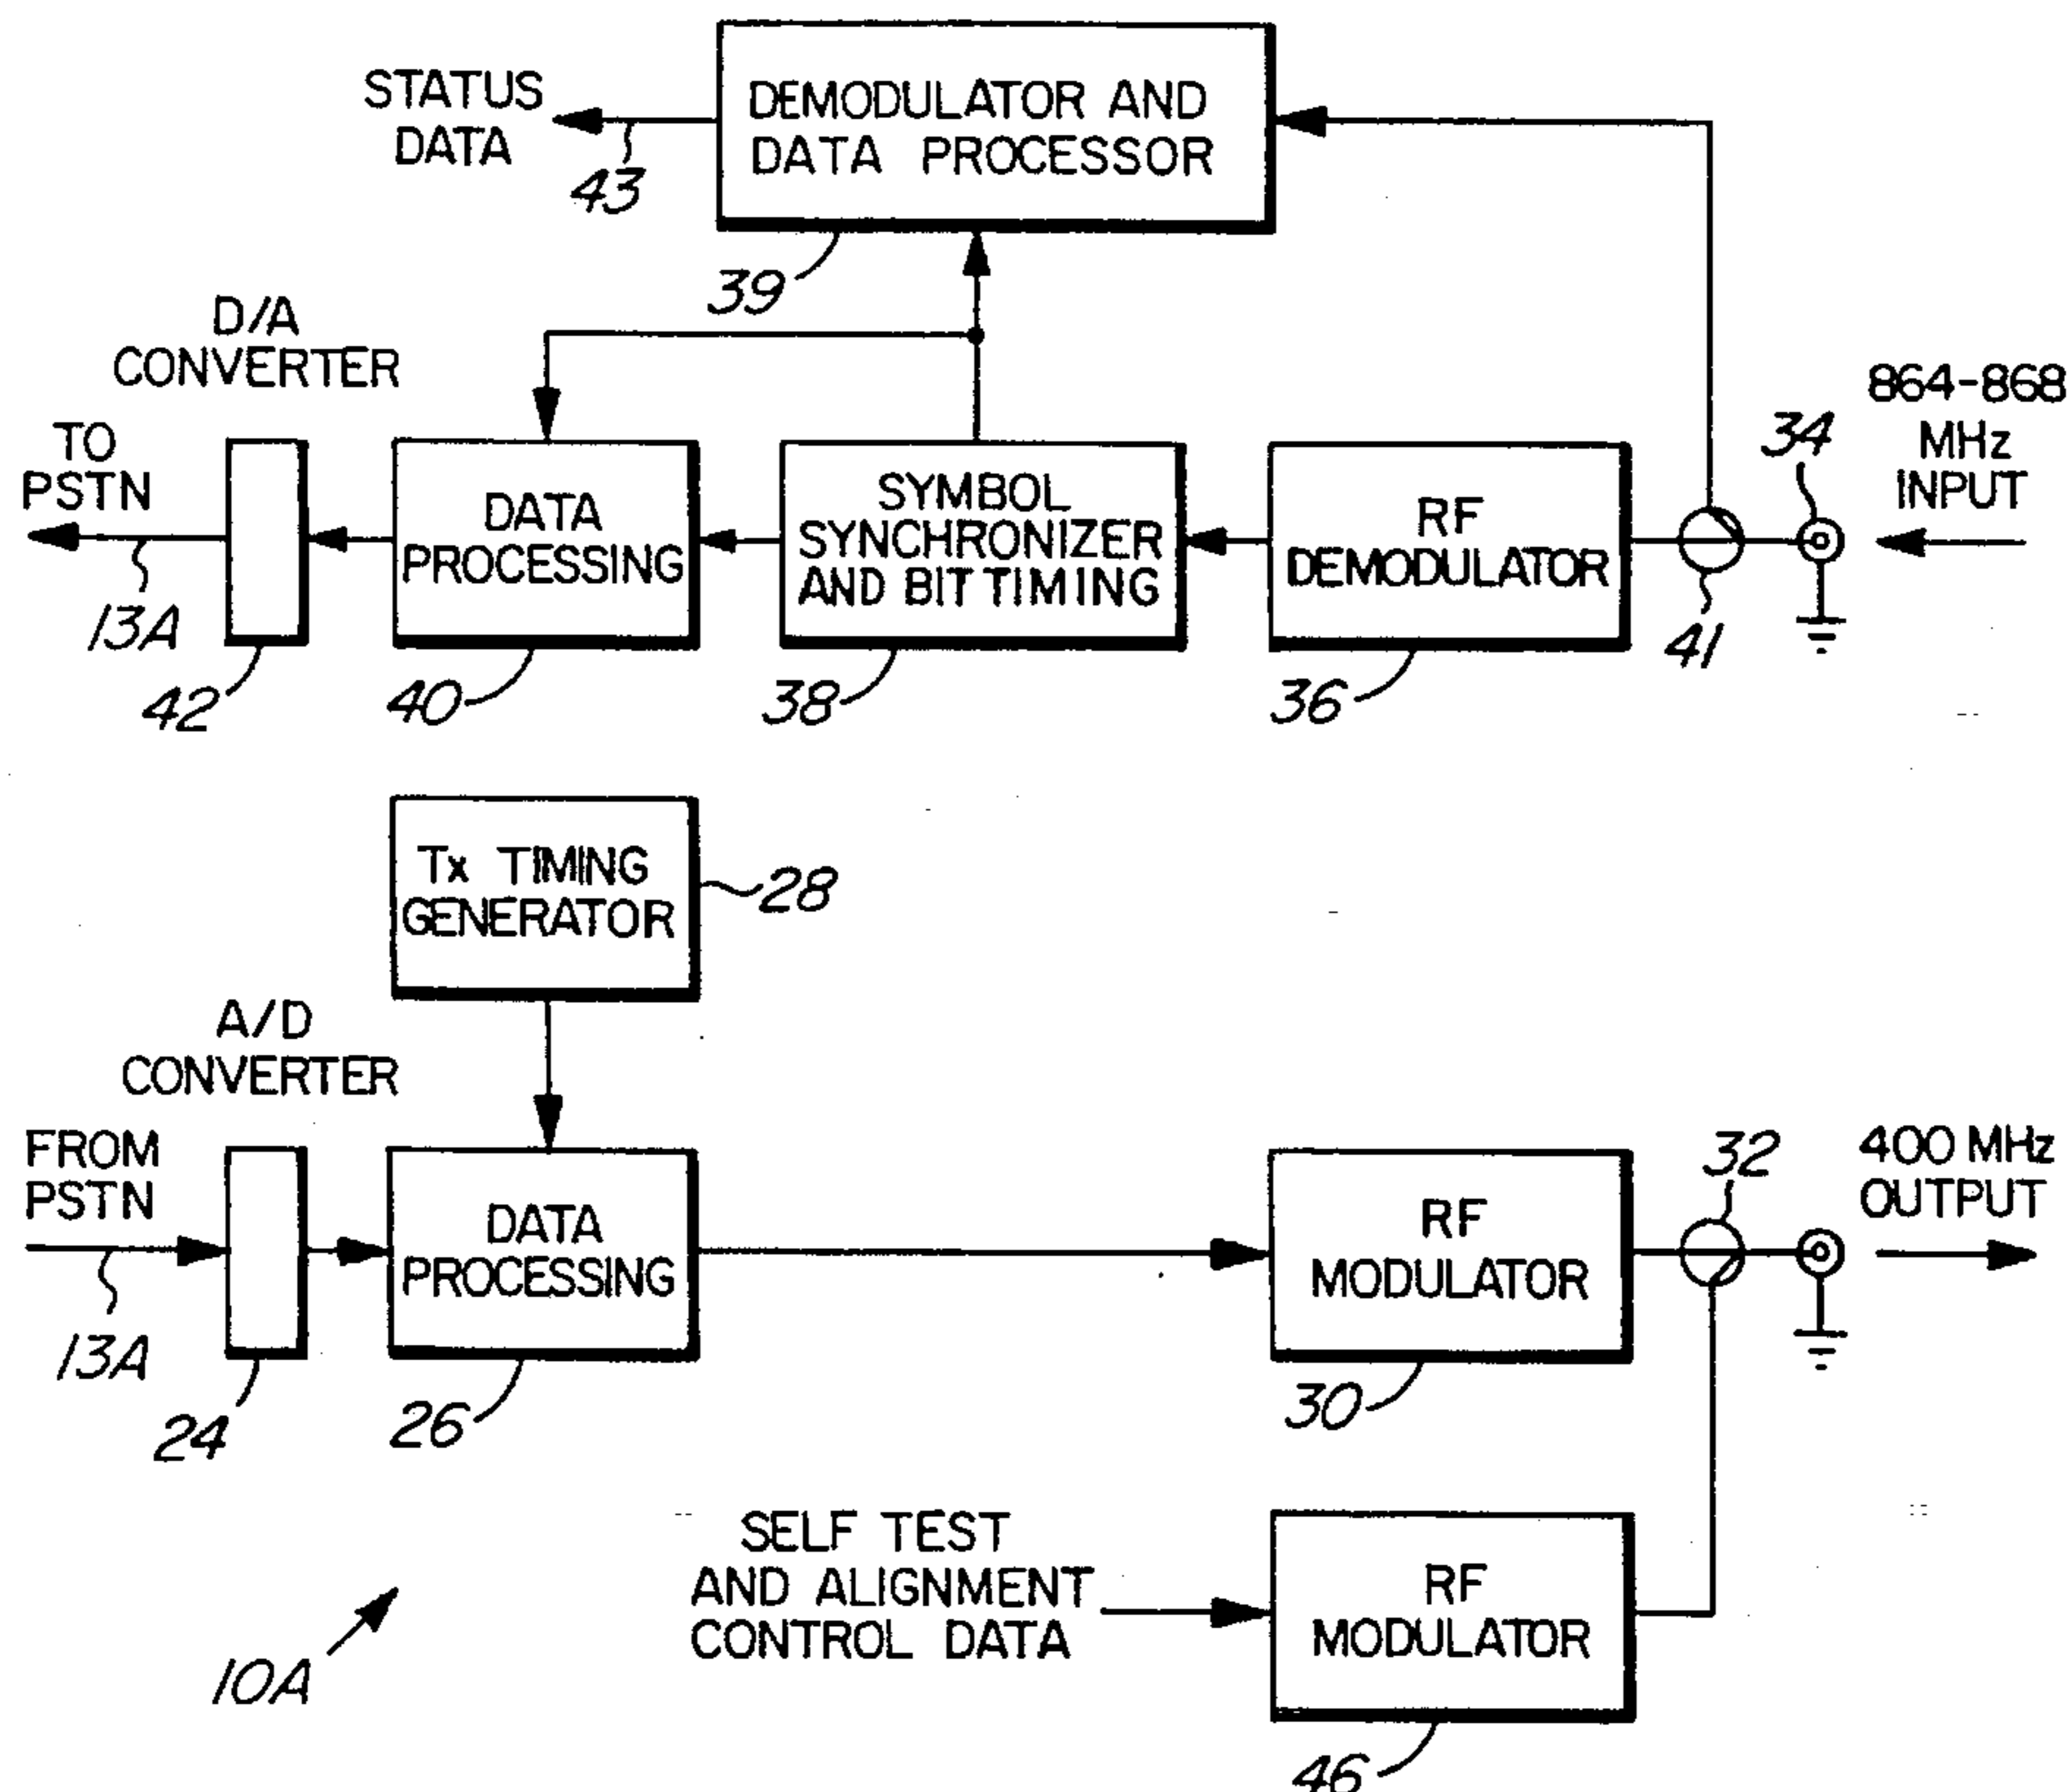 STATUS
DATA
43
DEMODULATOR AND
DATA PROCESSOR
39
D/A
CONVERTER
TO
PSTN
13A
42
DATA
PROCESSING
40
SYMBOL
SYNCHRONIZER
AND BIT TIMING
38
RF
DEMODULATOR
36
41
34
864-868
MHz
INPUT
Tx TIMING
GENERATOR
28
A/D
CONVERTER
FROM
PSTN
13A
24
DATA
PROCESSING
26
RF
MODULATOR
30
32
400 MHz
OUTPUT
SELF TEST
AND ALIGNMENT
CONTROL DATA
RF
MODULATOR
46
10A